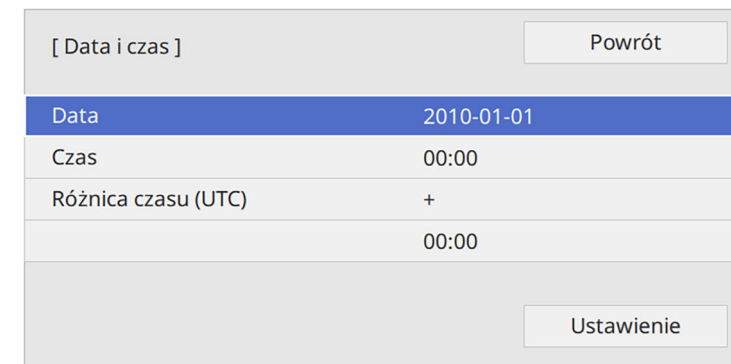 [ Data i czas ] Powrót
Data 2010-01-01
Czas 00:00
Różnica czasu (UTC) +
00:00
Ustawienie